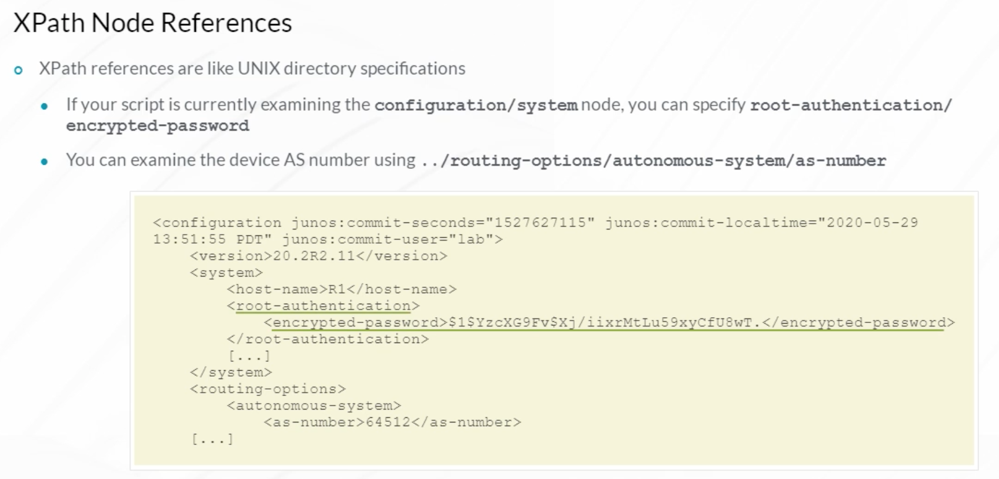 XPath Node References
XPath references are like UNIX directory specifications
If your script is currently examining the configuration/system node, you can specify root-authentication/
encrypted-password
You can examine the device AS number using ../routing-options/autonomous-system/as-number
<configuration junos:commit-seconds="1527627115" junos:commit-localtime="2020-05-29
13:51:55 PDT" junos:commit-user="lab">
<version>20.2R2.11</version>
<system>
<host-name>R1</host-name>
<root-authentication>
<encrypted-password>$1$YzcXG9Fv$Xj/iixrMtLu59xyCfU8wT.</encrypted-password>
</root-authentication>
[...]
</system>
<routing-options>
<autonomous-system>
<as-number>64512</as-number>
[...]